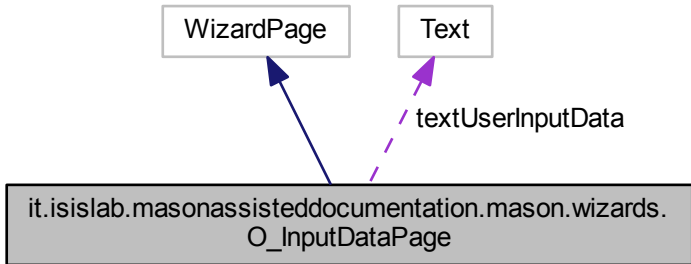 WizardPage
Text
textUserInputData
it.isislab.masonassisteddocumentation.mason.wizards.
O_InputDataPage